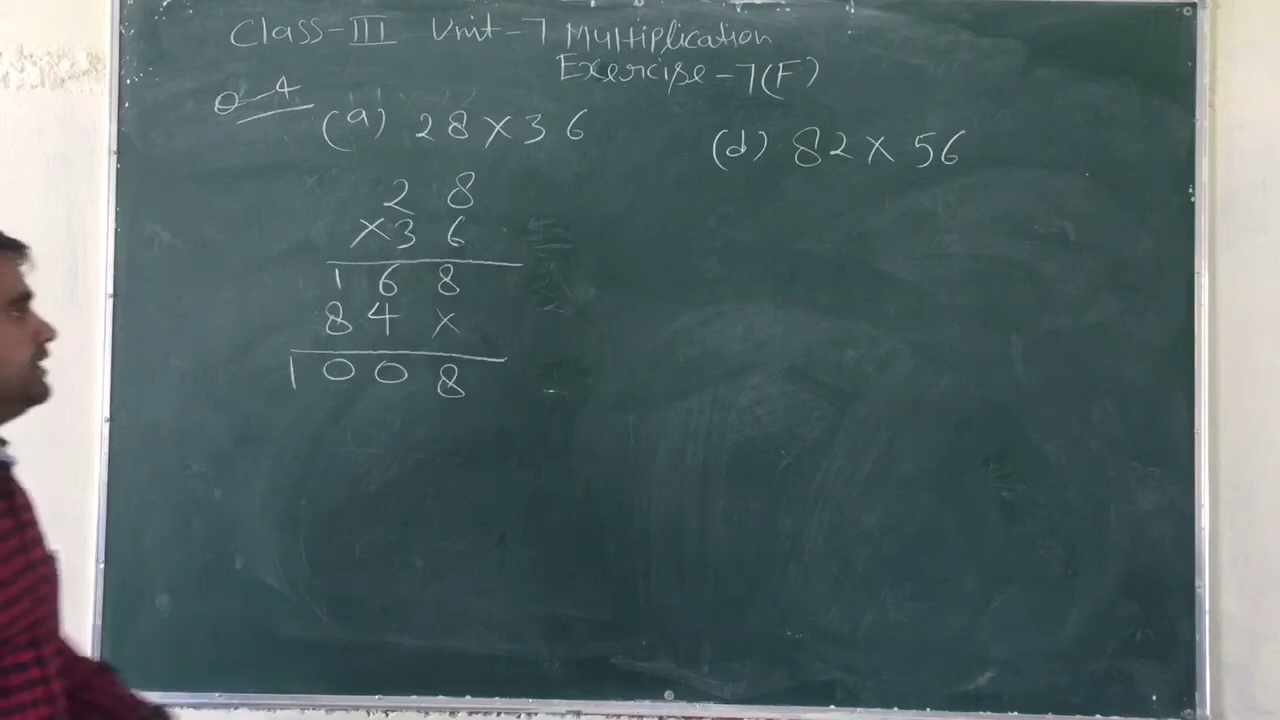 Class-III Unit-7 Multiplication
Exercise-7(F)
Q-4
(a) 28×36
(d) 82×56
2 8
×3 6
1 6 8
8 4 ×
1 0 0 8